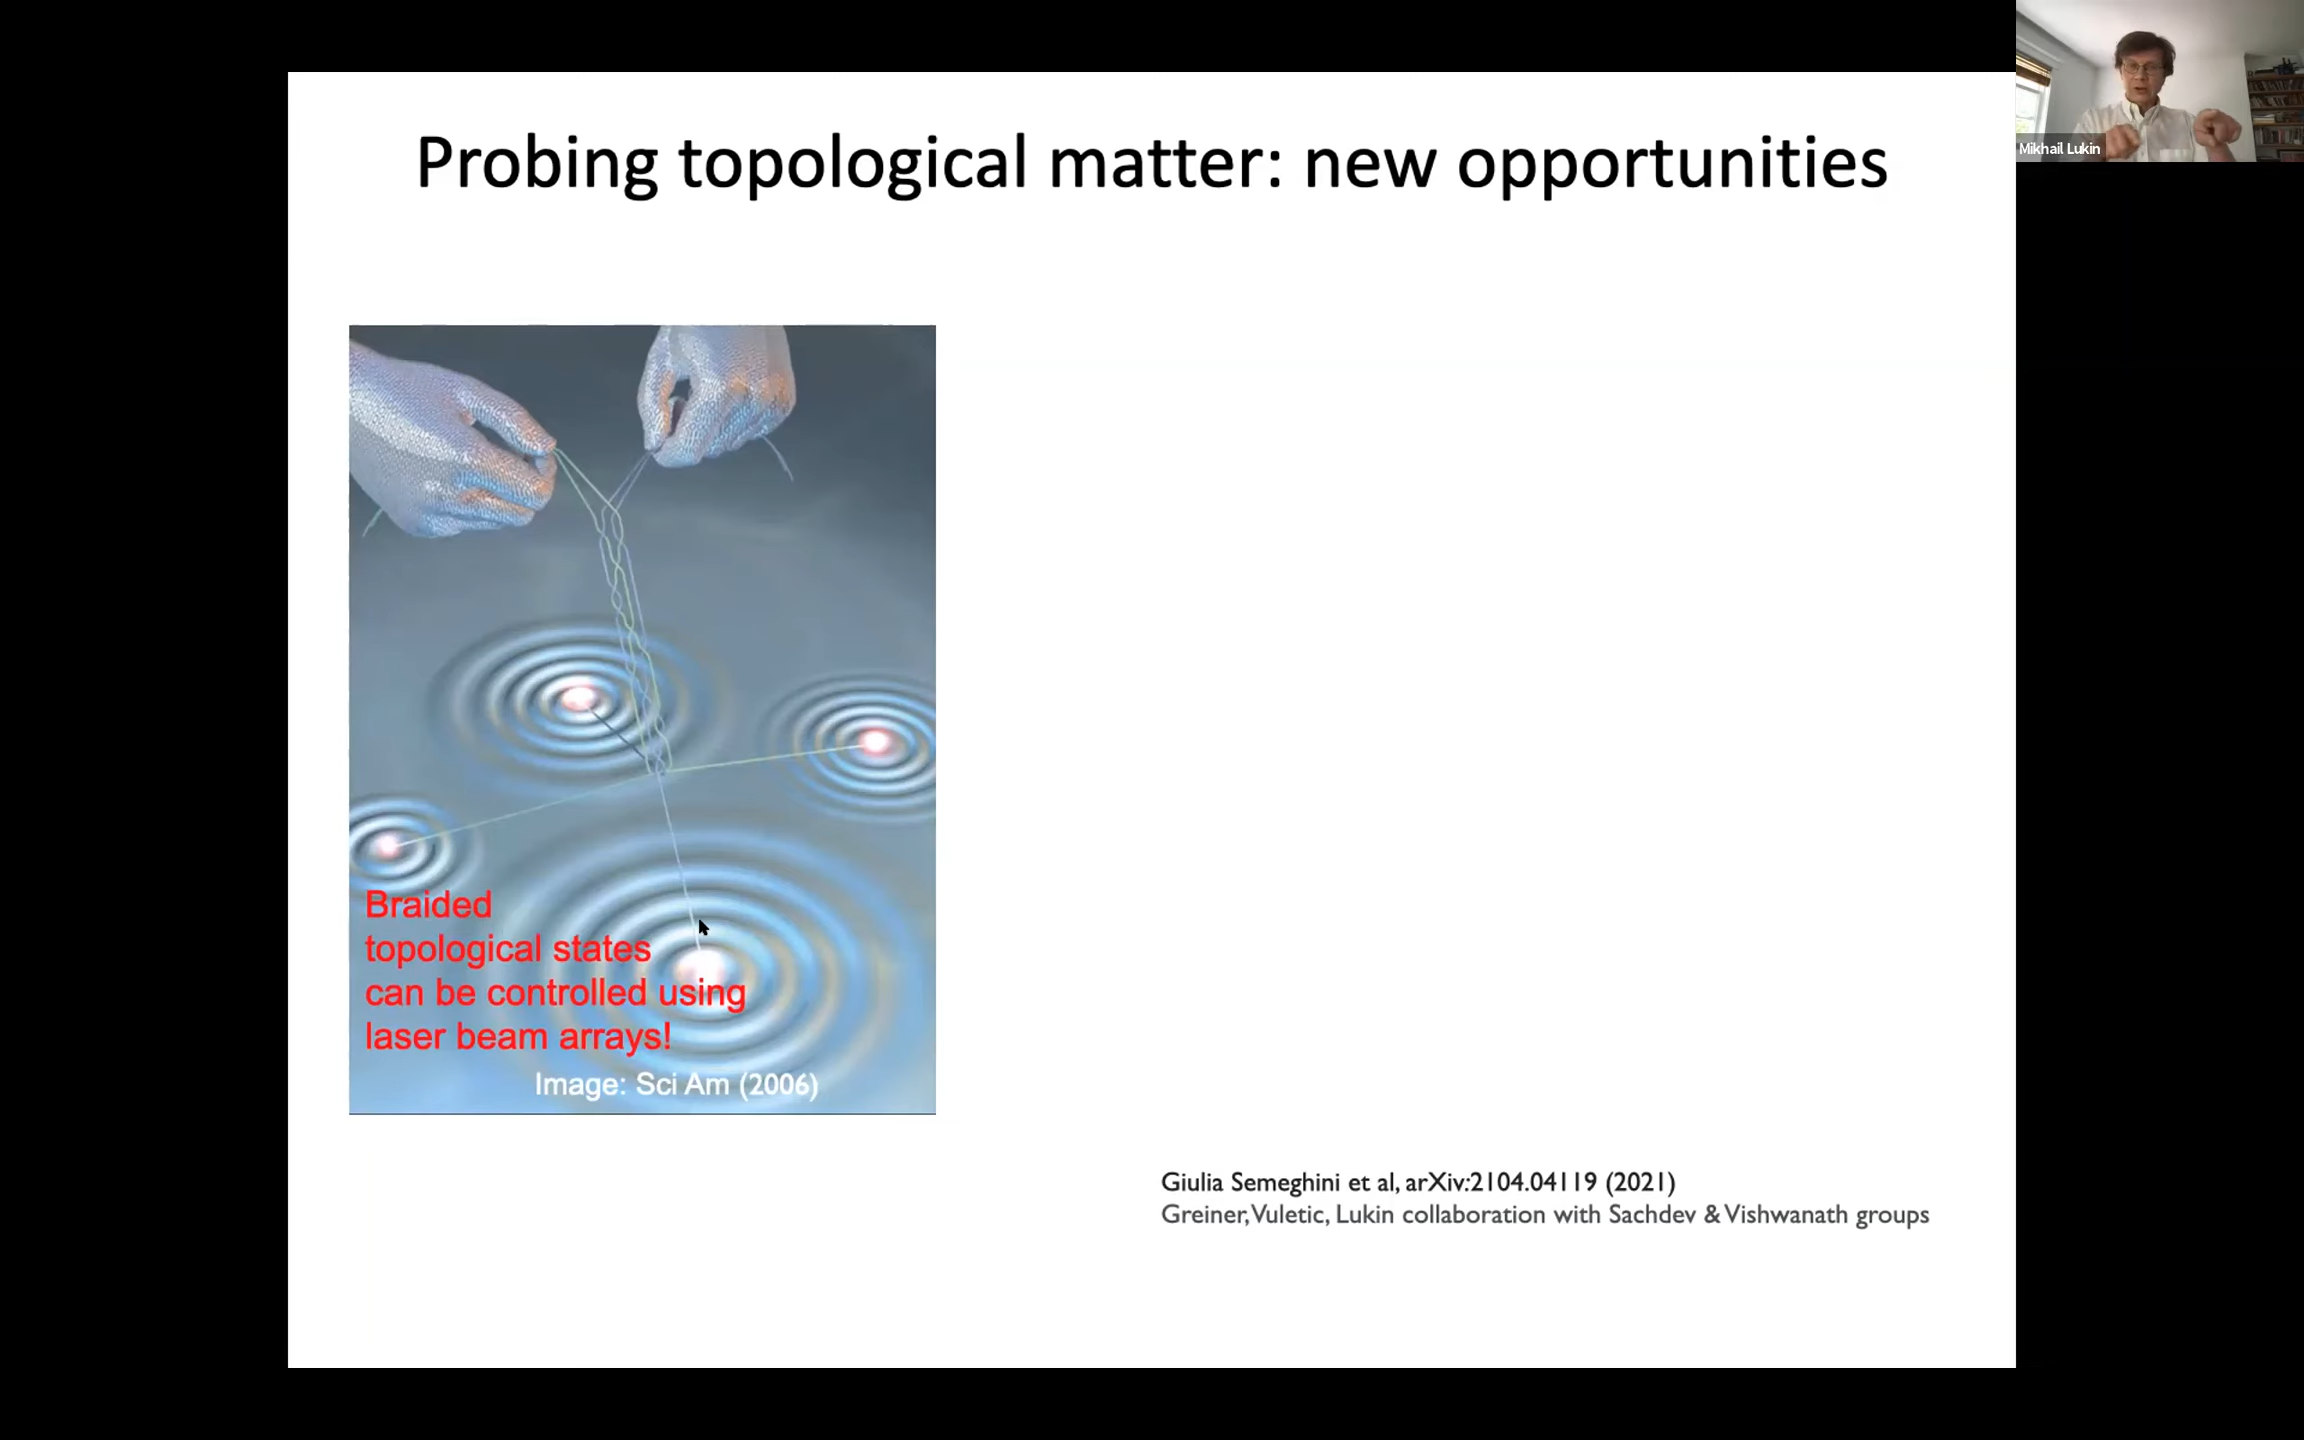 Probing topological matter: new opportunities
Mikhail Lukin
Braided
topological states
can be controlled using
laser beam arrays!
Image: Sci Am (2006)
Giulia Semeghini et al, arXiv:2104.04119 (2021)
Greiner, Vuletic, Lukin collaboration with Sachdev & Vishwanath groups